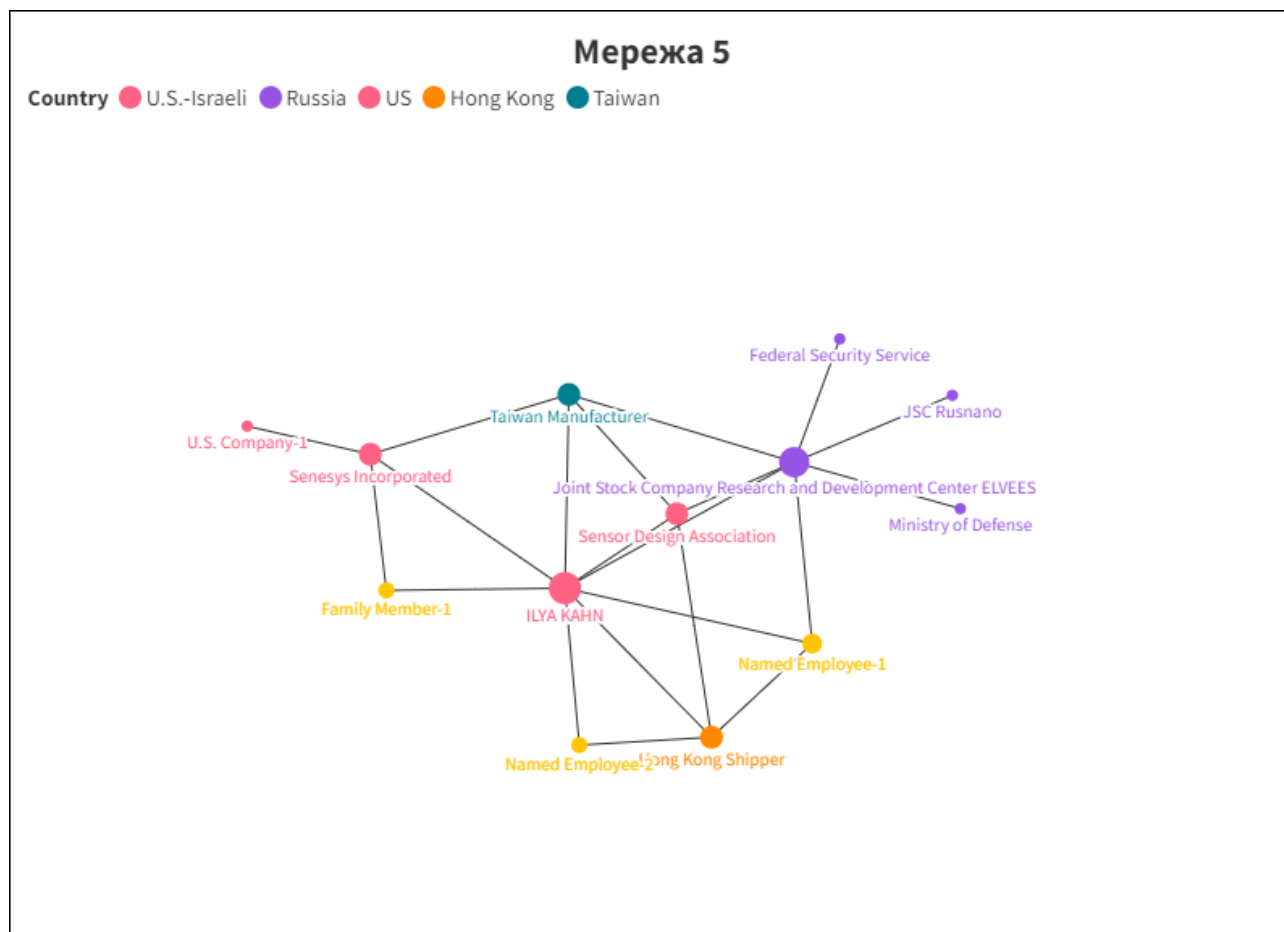 Мережа 5
Country U.S.-Israeli Russia US Hong Kong Taiwan
Federal Security Service
JSC Rusnano
Taiwan Manufacturer
U.S. Company-1
Senesys Incorporated
Joint Stock Company Research and Development Center ELVEES
Ministry of Defense
Sensor Design Association
Family Member-1
ILYA KAHN
Named Employee-1
Named Employee-2
Hong Kong Shipper